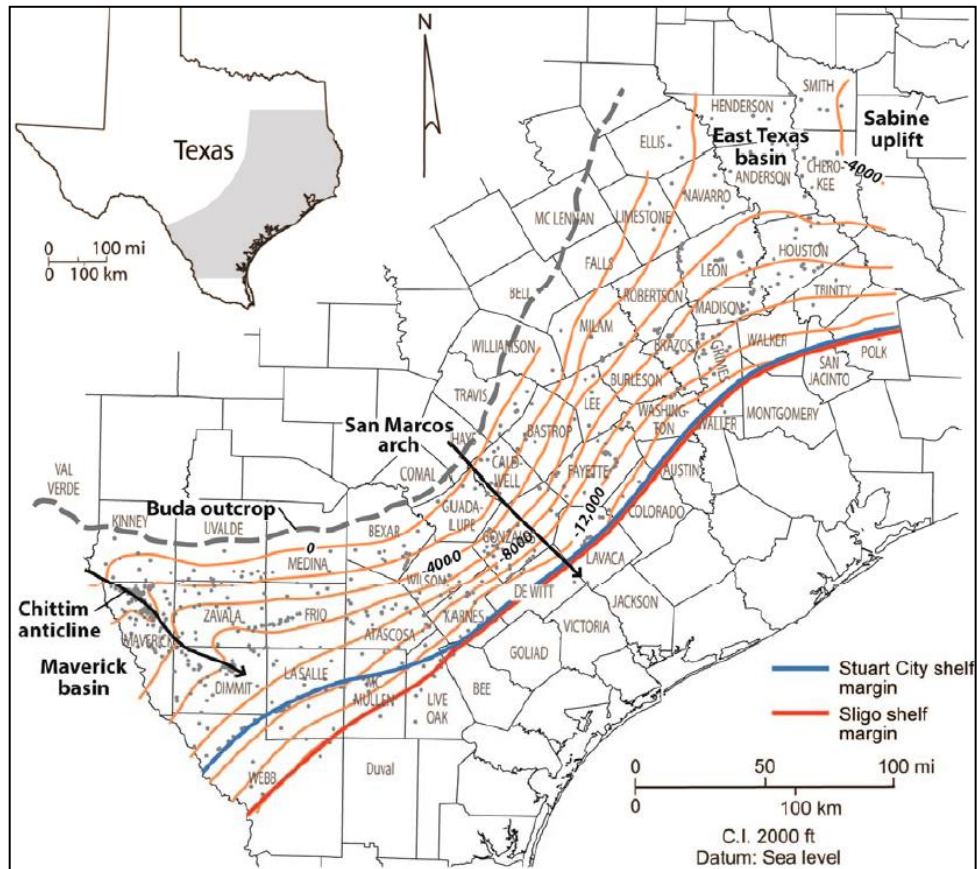 N
Texas
0 100 mi
0 100 km
SMITH
HENDERSON
Sabine
uplift
ELLIS
East Texas
basin
ANDERSON
CHERO-
KEE
-4000
NAVARRO
MC LENNAN
LIMESTONE
HOUSTON
FALLS
LEON
BELL
ROBERTSON
MADISON
TRINITY
MILAM
WALKER
POLK
WILLIAMSON
BRAZOS
GRIMES
SAN
JACINTO
BURLESON
TRAVIS
LEE
WASHING-
TON
WALLER
MONTGOMERY
San Marcos
arch
HAYS
BASTROP
AUSTIN
COMAL
CALD-
WELL
FAYETTE
VAL
VERDE
Buda outcrop
GUADA-
LUPE
12,000
COLORADO
KINNEY
UVALDE
BEXAR
0
MEDINA
GONZALES
-8000
-4000
LAVACA
WILSON
DE WITT
Chittim
anticline
ZAVALA
FRIO
KARNES
JACKSON
MAVERICK
ATASCOSA
VICTORIA
Maverick
basin
GOLIAD
DIMMIT
LA SALLE
MC
MULLEN
LIVE
OAK
BEE
WEBB
Duval
Stuart City shelf
margin
Sligo shelf
margin
0 50 100 mi
0 100 km
C.I. 2000 ft
Datum: Sea level